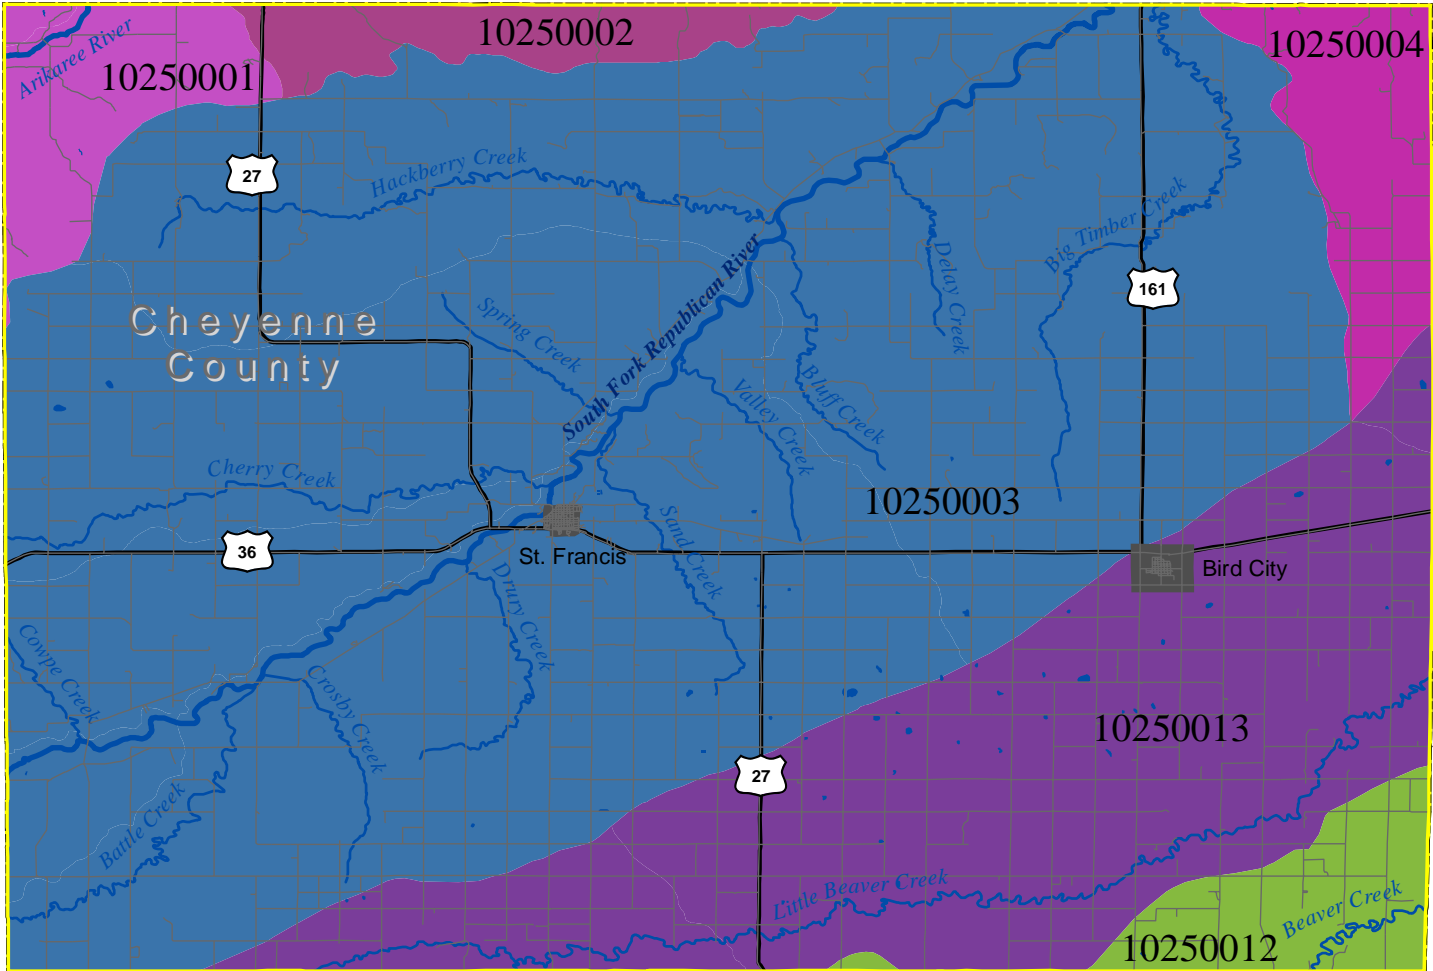 10250002
10250004
Arikaree River
10250001
Hackberry Creek
27
Big Timber Creek
South Fork Republican River
Delay Creek
161
Cheyenne
County
Spring Creek
Bluff Creek
Valley Creek
Cherry Creek
10250003
Sand Creek
36
St. Francis
Bird City
Drury Creek
Cowpe Creek
Crosby Creek
10250013
27
Battle Creek
Little Beaver Creek
Beaver Creek
10250012